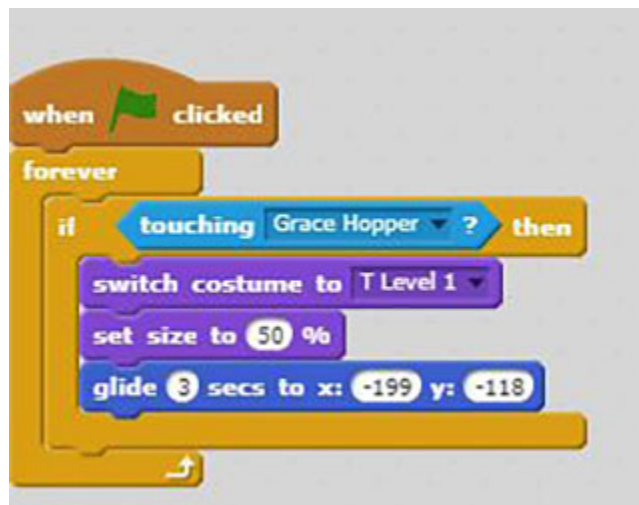 when clicked
forever
if touching Grace Hopper ? then
switch costume to T Level 1
set size to 50 %
glide 3 secs to x: -199 y: -118